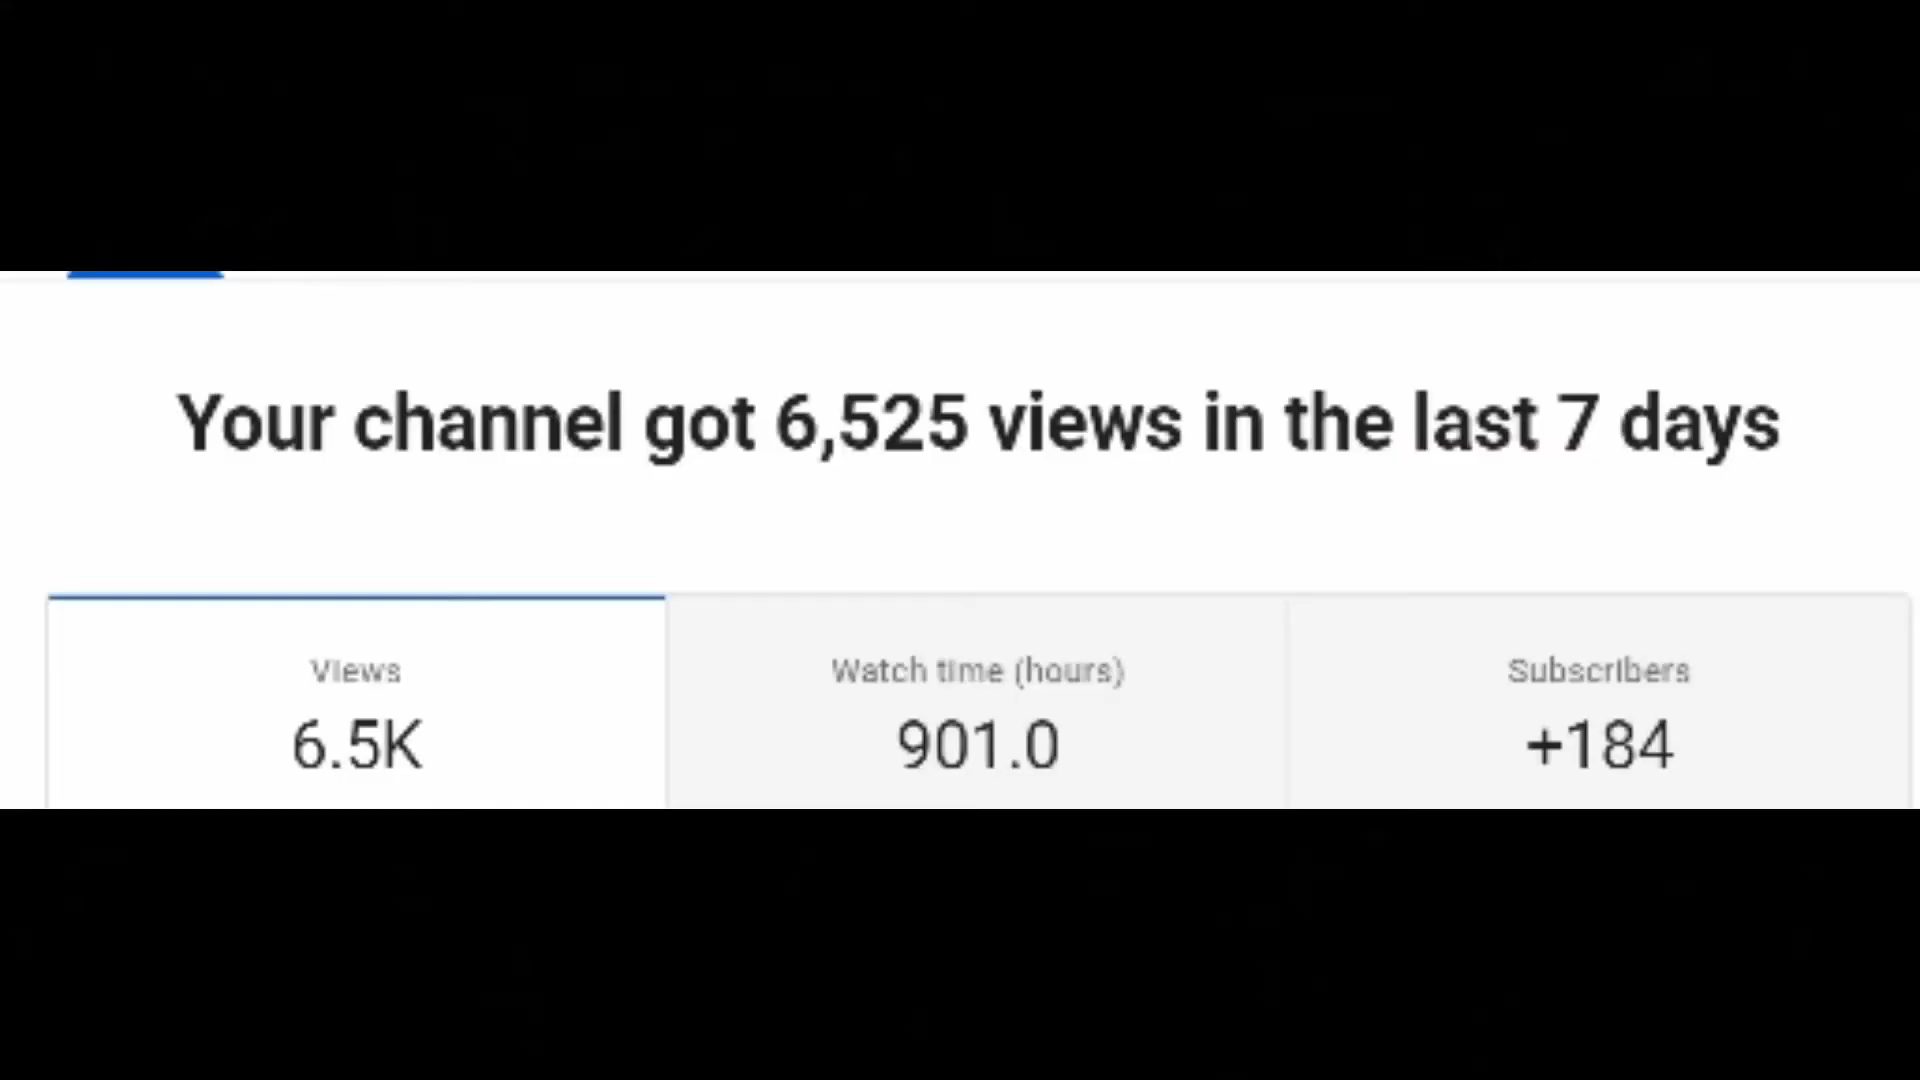 Your channel got 6,525 views in the last 7 days
Views
Watch time (hours)
Subscribers
6.5K
901.0
+184